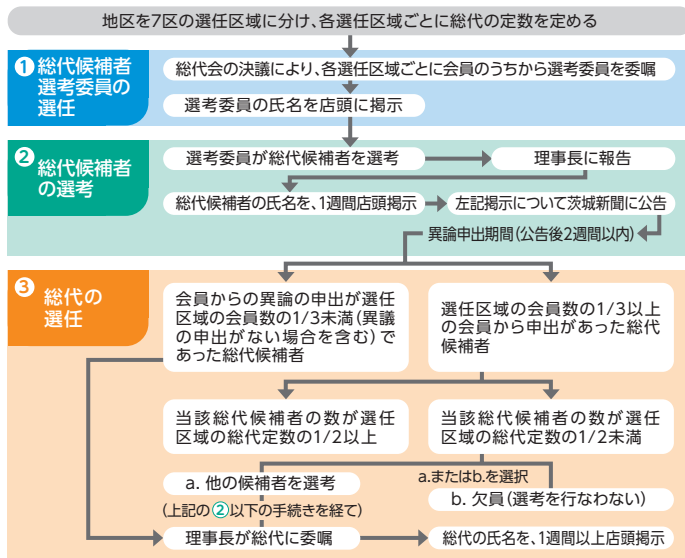 地区を7区の選任区域に分け、各選任区域ごとに総代の定数を定める
❶総代候補者
選考委員の
選任
総代会の決議により、各選任区域ごとに会員のうちから選考委員を委嘱
選考委員の氏名を店頭に掲示
❷総代候補者
の選考
選考委員が総代候補者を選考
理事長に報告
総代候補者の氏名を、1週間店頭掲示
左記掲示について茨城新聞に公告
異論申出期間(公告後2週間以内)
❸ 総代の
選任
会員からの異論の申出が選任
区域の会員数の1/3未満(異議
の申出がない場合を含む)で
あった総代候補者
選任区域の会員数の1/3以上
の会員から申出があった総代
候補者
当該総代候補者の数が選任
区域の総代定数の1/2以上
当該総代候補者の数が選任
区域の総代定数の1/2未満
a.またはb.を選択
a. 他の候補者を選考
(上記の②以下の手続きを経て)
b. 欠員(選考を行なわない)
理事長が総代に委嘱
総代の氏名を、1週間以上店頭掲示